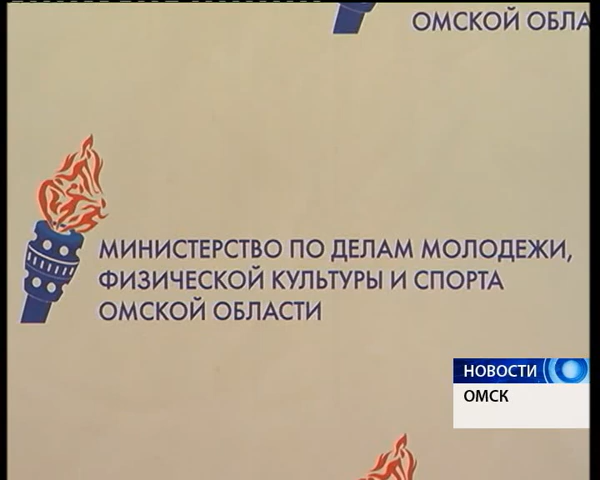 ОМСКОЙ ОБЛА
МИНИСТЕРСТВО ПО ДЕЛАМ МОЛОДЕЖИ,
ФИЗИЧЕСКОЙ КУЛЬТУРЫ И СПОРТА
ОМСКОЙ ОБЛАСТИ
НОВОСТИ
ОМСК